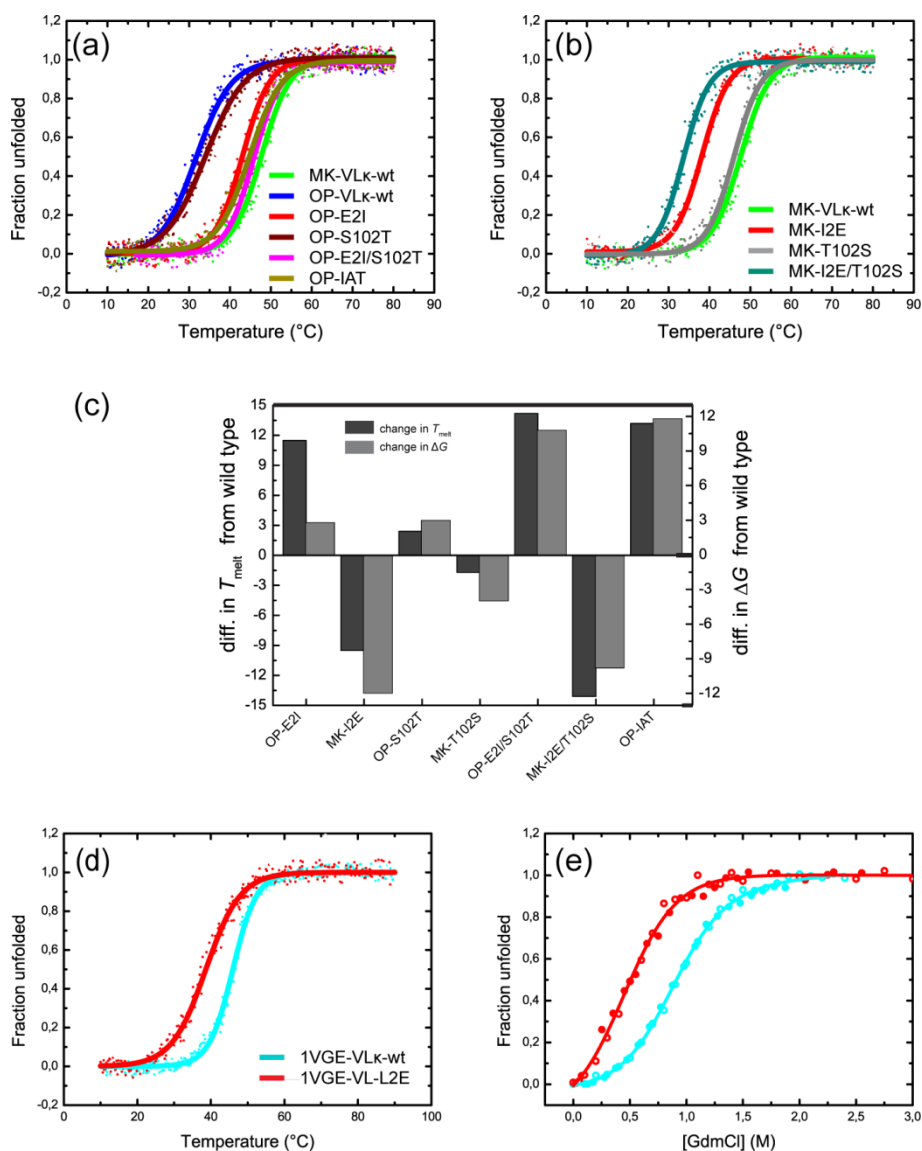 (a)
1,2
1,0
0,8
0,6
0,4
0,2
0,0
0,2
Fraction unfolded
0 10 20 30 40 50 60 70 80 90
Temperature (°C)
MK-VLκ-wt
OP-VLκ-wt
OP-E2I
OP-S102T
OP-E2I/S102T
OP-IAT
(b)
1,2
1,0
0,8
0,6
0,4
0,2
0,0
0,2
Fraction unfolded
0 10 20 30 40 50 60 70 80 90
Temperature (°C)
MK-VLκ-wt
MK-I2E
MK-T102S
MK-I2E/T102S
(c)
15
12
9
6
3
0
-3
-6
-9
-12
-15
diff. in Tmelt from wild type
change in Tmelt
change in ΔG
12
9
6
3
0
-3
-6
-9
-12
diff. in ΔG from wild type
OP-E2I
MK-I2E
OP-S102T
MK-T102S
OP-E2I/S102T
MK-I2E/T102S
OP-IAT
(d)
1,2
1,0
0,8
0,6
0,4
0,2
0,0
-0,2
Fraction unfolded
0 20 40 60 80 100
Temperature (°C)
1VGE-VLκ-wt
1VGE-VL-L2E
(e)
1,2
1,0
0,8
0,6
0,4
0,2
0,0
Fraction unfolded
0,0 0,5 1,0 1,5 2,0 2,5 3,0
[GdmCl] (M)